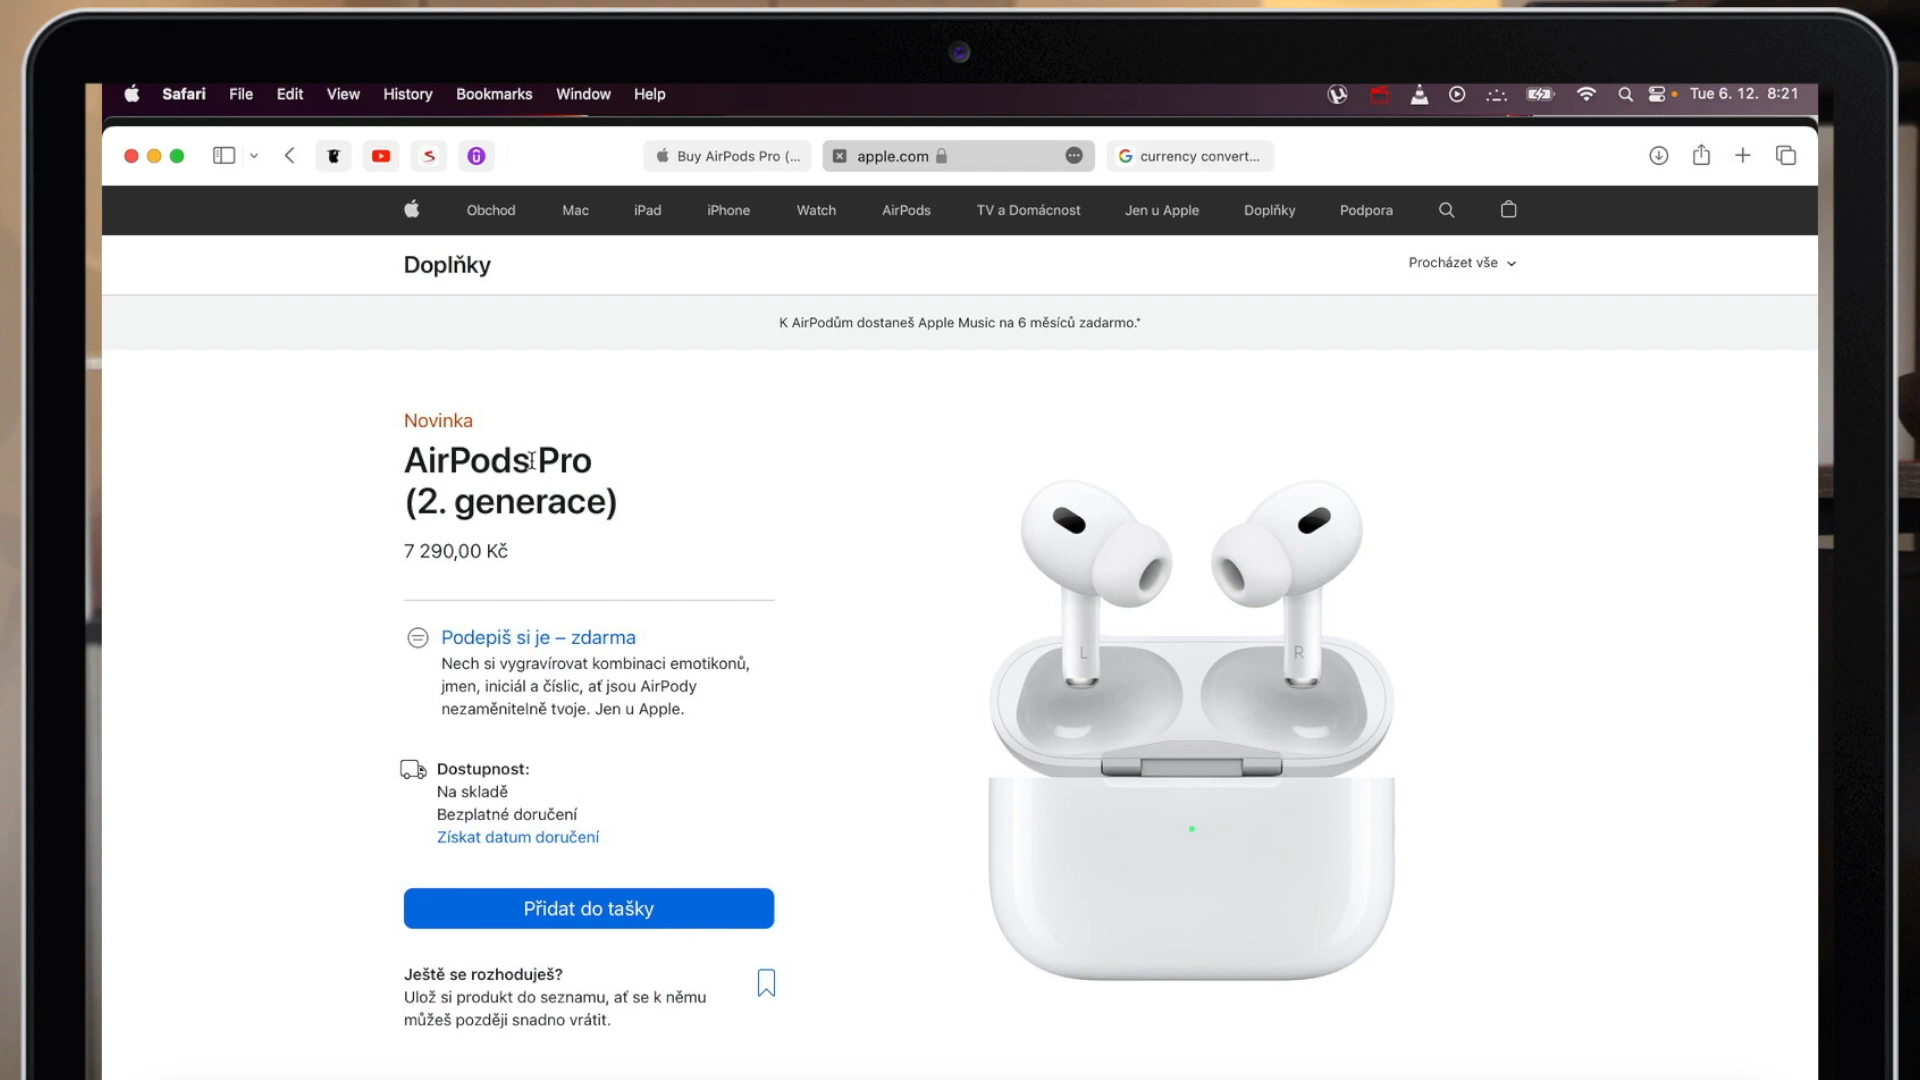 Safari File Edit View History Bookmarks Window Help
Tue 6. 12. 8:21
Buy AirPods Pro (...
apple.com
currency convert...
Obchod Mac iPad iPhone Watch AirPods TV a Domácnost Jen u Apple Doplňky Podpora
Doplňky
Procházet vše
K AirPodům dostaneš Apple Music na 6 měsíců zadarmo.*
Novinka
AirPods Pro
(2. generace)
7 290,00 Kč
Podepiš si je – zdarma
Nech si vygravírovat kombinaci emotikonů,
jmen, iniciál a číslic, ať jsou AirPody
nezaměnitelně tvoje. Jen u Apple.
Dostupnost:
Na skladě
Bezplatné doručení
Získat datum doručení
Přidat do tašky
Ještě se rozhoduješ?
Ulož si produkt do seznamu, ať se k němu
můžeš později snadno vrátit.
L
R